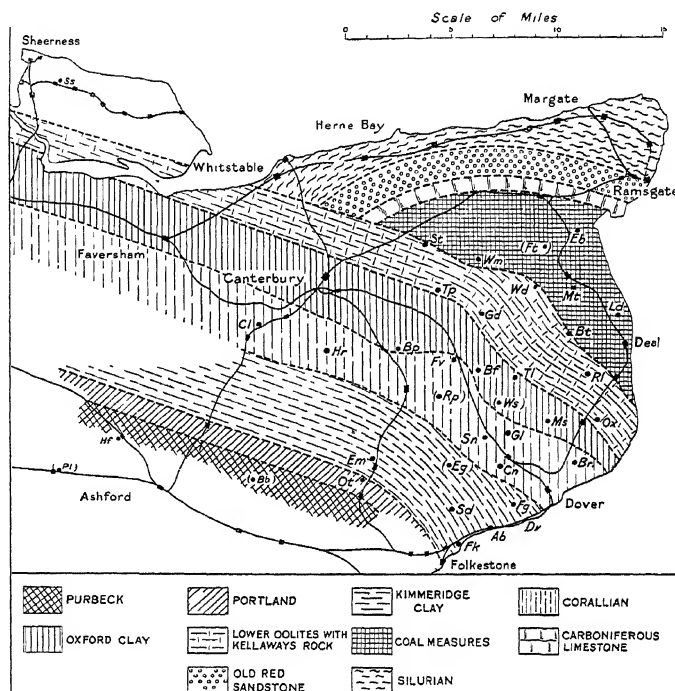 Scale of Miles
0 5 10 15
Sheerness
Ss
Margate
Herne Bay
Whitstable
Ramsgate
St
(Ft)
Eb
Wm
Faversham
Canterbury
Tp
Wd
Mt
Ld
Gd
Cl
Bt
Deal
Hr
Bp
Fv
Bf
Tl
Rl
(Rp)
(Ws)
Ms
Ox
Sn
Gl
Hf
Em
(Eg)
Cn
Br
Pl)
Ashford
(Bb)
Ot
Sd
Fg
Dover
Ab
Dv
Fk
Folkestone
PURBECK
PORTLAND
KIMMERIDGE CLAY
CORALLIAN
OXFORD CLAY
LOWER OOLITES WITH KELLAWAYS ROCK
COAL MEASURES
CARBONIFEROUS LIMESTONE
OLD RED SANDSTONE
SILURIAN